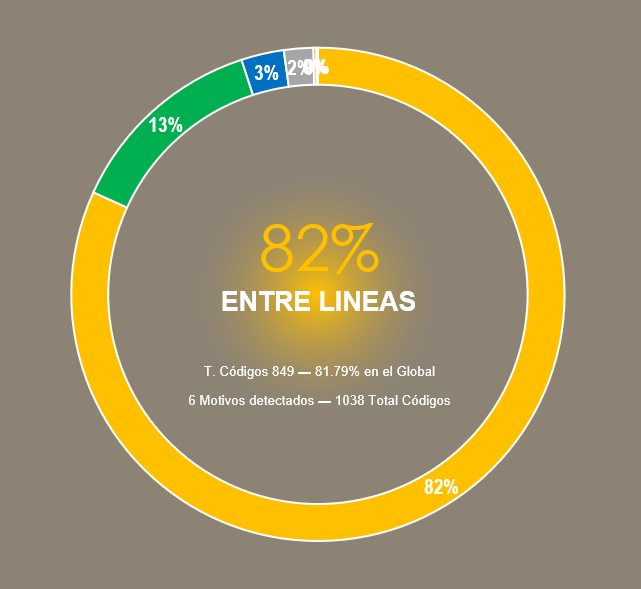 3%
2%
0%
13%
82%
ENTRE LINEAS
T. Códigos 849 — 81.79% en el Global
6 Motivos detectados — 1038 Total Códigos
82%